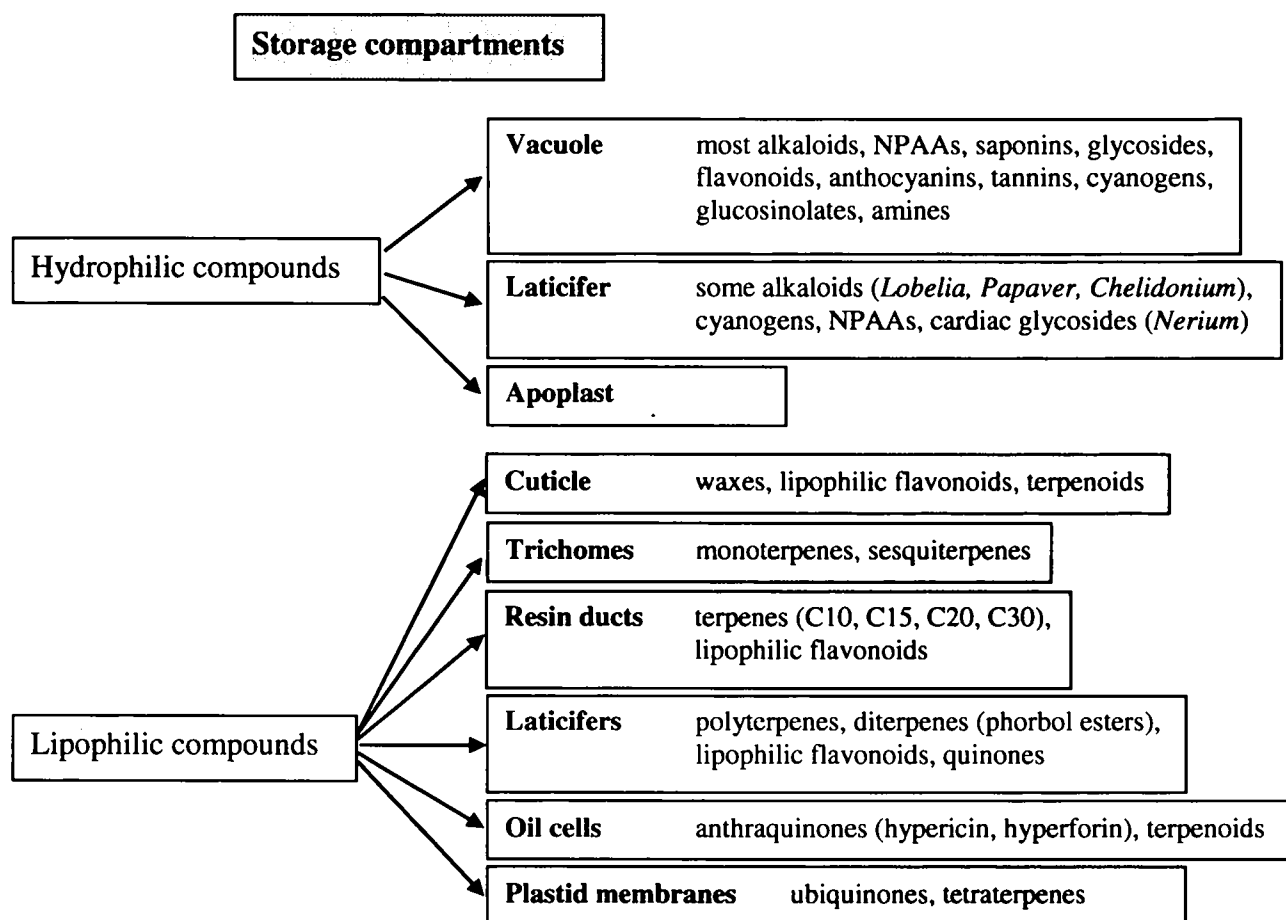 Storage compartments
Vacuole most alkaloids, NPAAs, saponins, glycosides,
flavonoids, anthocyanins, tannins, cyanogens,
glucosinolates, amines
Hydrophilic compounds
Laticifer some alkaloids (Lobelia, Papaver, Chelidonium),
cyanogens, NPAAs, cardiac glycosides (Nerium)
Apoplast
Cuticle waxes, lipophilic flavonoids, terpenoids
Trichomes monoterpenes, sesquiterpenes
Resin ducts terpenes (C10, C15, C20, C30),
lipophilic flavonoids
Lipophilic compounds
Laticifers polyterpenes, diterpenes (phorbol esters),
lipophilic flavonoids, quinones
Oil cells anthraquinones (hypericin, hyperforin), terpenoids
Plastid membranes ubiquinones, tetraterpenes